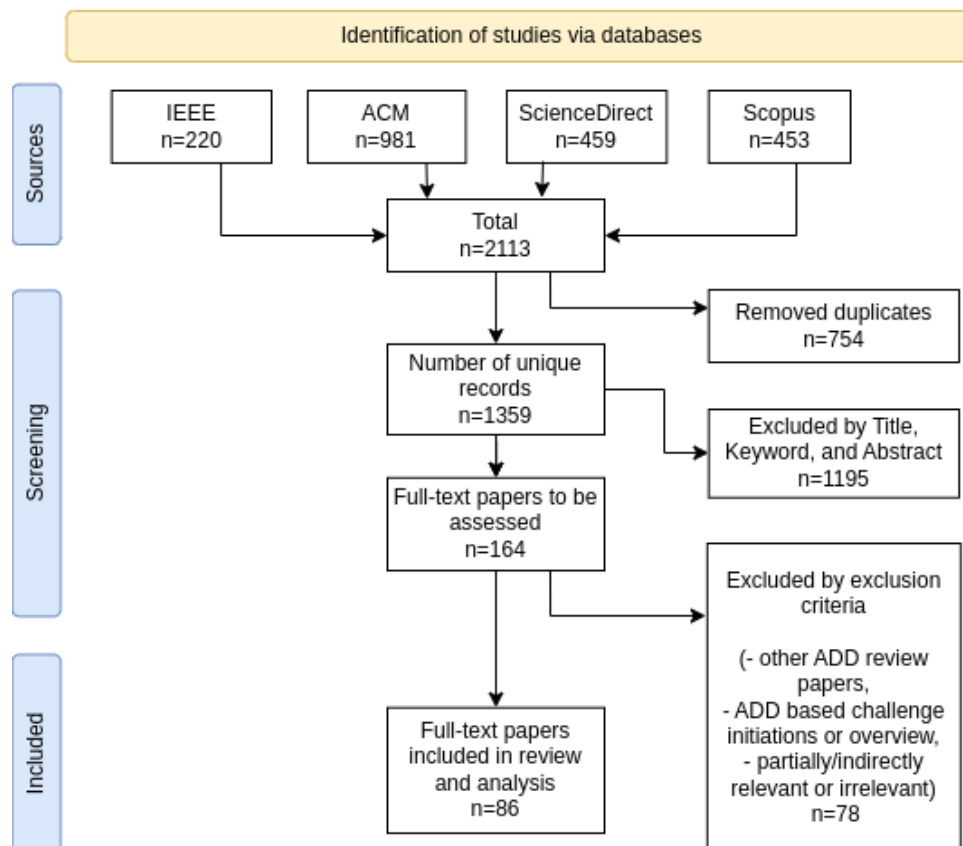 Identification of studies via databases
Sources
IEEE
n=220
ACM
n=981
ScienceDirect
n=459
Scopus
n=453
Total
n=2113
Screening
Removed duplicates
n=754
Number of unique
records
n=1359
Excluded by Title,
Keyword, and Abstract
n=1195
Full-text papers to be
assessed
n=164
Excluded by exclusion
criteria
(- other ADD review
papers,
- ADD based challenge
initiations or overview,
- partially/indirectly
relevant or irrelevant)
n=78
Included
Full-text papers
included in review
and analysis
n=86